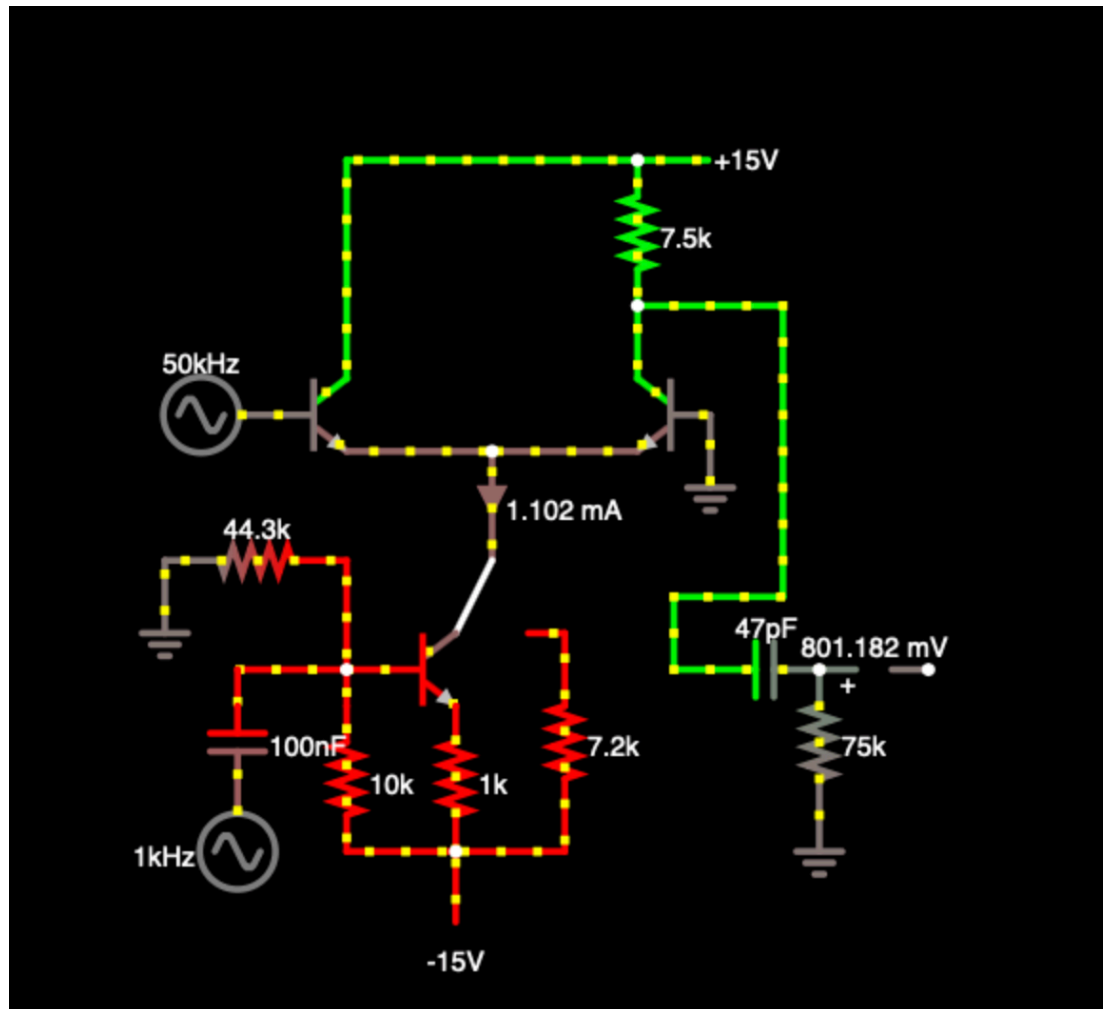 +15V
7.5k
50kHz
1.102 mA
44.3k
47pF
801.182 mV
+
100nF
10k
1k
7.2k
75k
1kHz
-15V